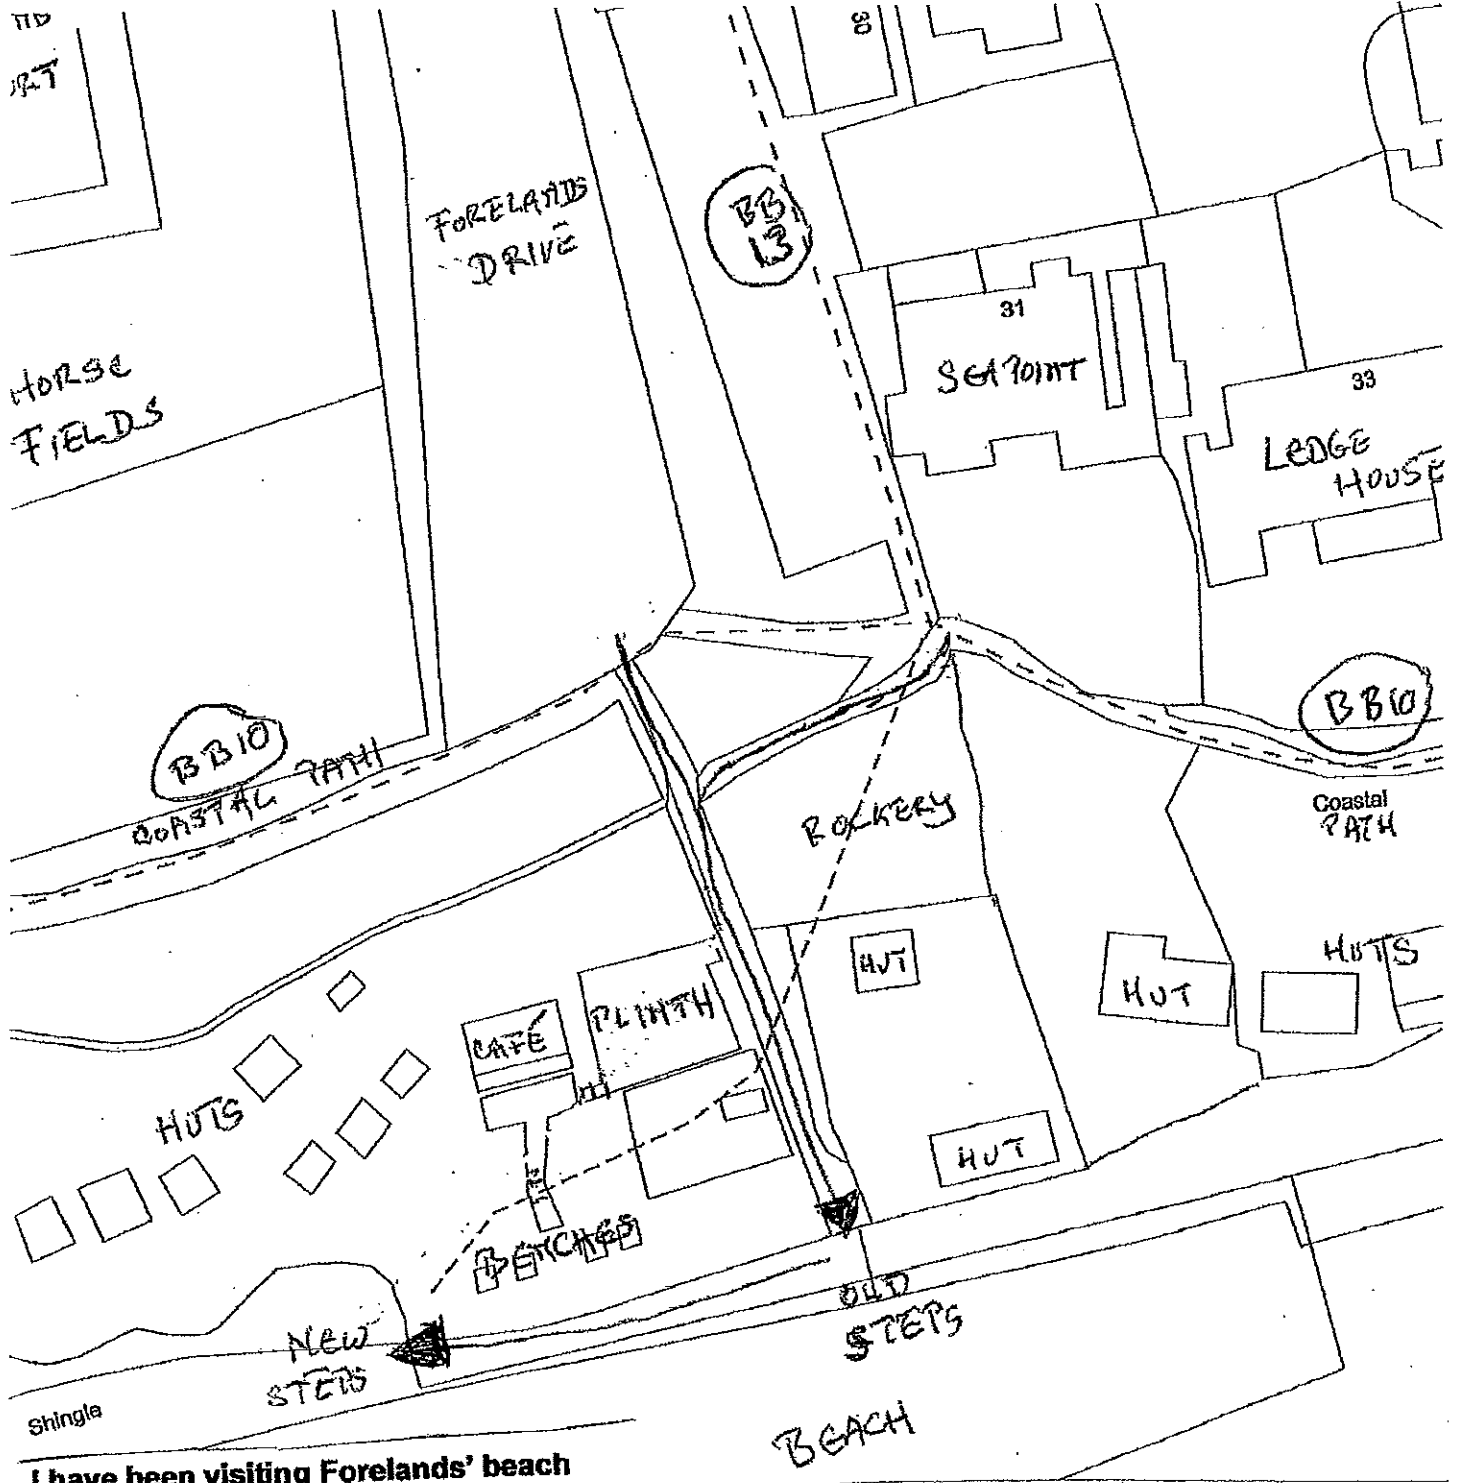 30
FORELANDS
DRIVE
BB
13
31
SEAPOINT
33
LEDGE
HOUSE
HORSE
FIELDS
BB10
COASTAL PATH
BB10
Coastal
PATH
ROCKERY
HUT
HUT
HUTS
PLINTH
CAFÉ
HUTS
HUT
BENCHES
OLD
STEPS
NEW
STEPS
Shingle
BEACH
I have been visiting Forelands' beach